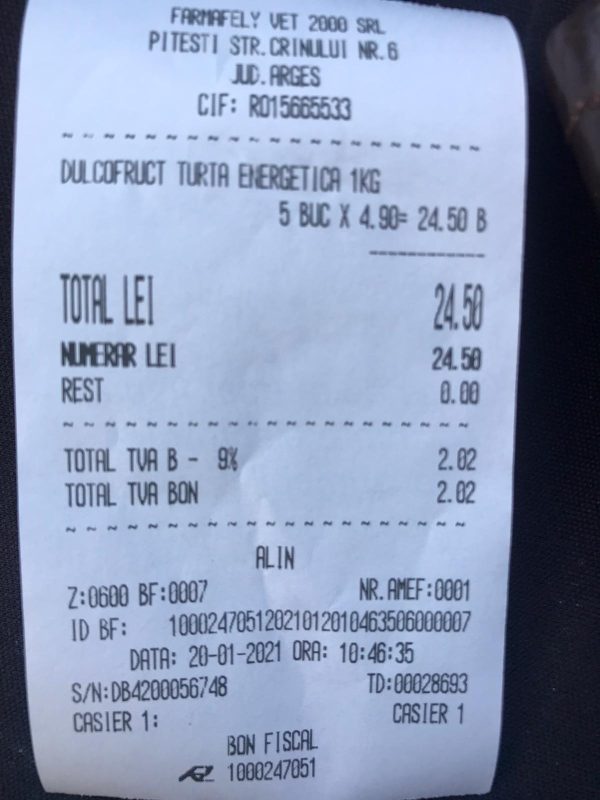 FARMAFELY VET 2000 SRL
PITESTI STR.CRINULUI NR.6
JUD.ARGES
CIF: RO15665533
~ ~ ~ ~ ~ ~ ~ ~ ~ ~ ~ ~ ~ ~ ~ ~ ~ ~ ~ ~
DULCOFRUCT TURTA ENERGETICA 1KG
5 BUC X 4.90= 24.50 B
TOTAL LEI 24.50
NUMERAR LEI 24.50
REST 0.00
~ ~ ~ ~ ~ ~ ~ ~ ~ ~ ~ ~ ~ ~ ~ ~ ~ ~ ~ ~
TOTAL TVA B - 9% 2.02
TOTAL TVA BON 2.02
~ ~ ~ ~ ~ ~ ~ ~ ~ ~ ~ ~ ~ ~ ~ ~ ~ ~ ~ ~
ALIN
Z:0600 BF:0007 NR.AMEF:0001
ID BF: 10002470512021012010463506000007
DATA: 20-01-2021 ORA: 10:46:35
S/N:DB4200056748 TD:00028693
CASIER 1: CASIER 1
BON FISCAL
1000247051